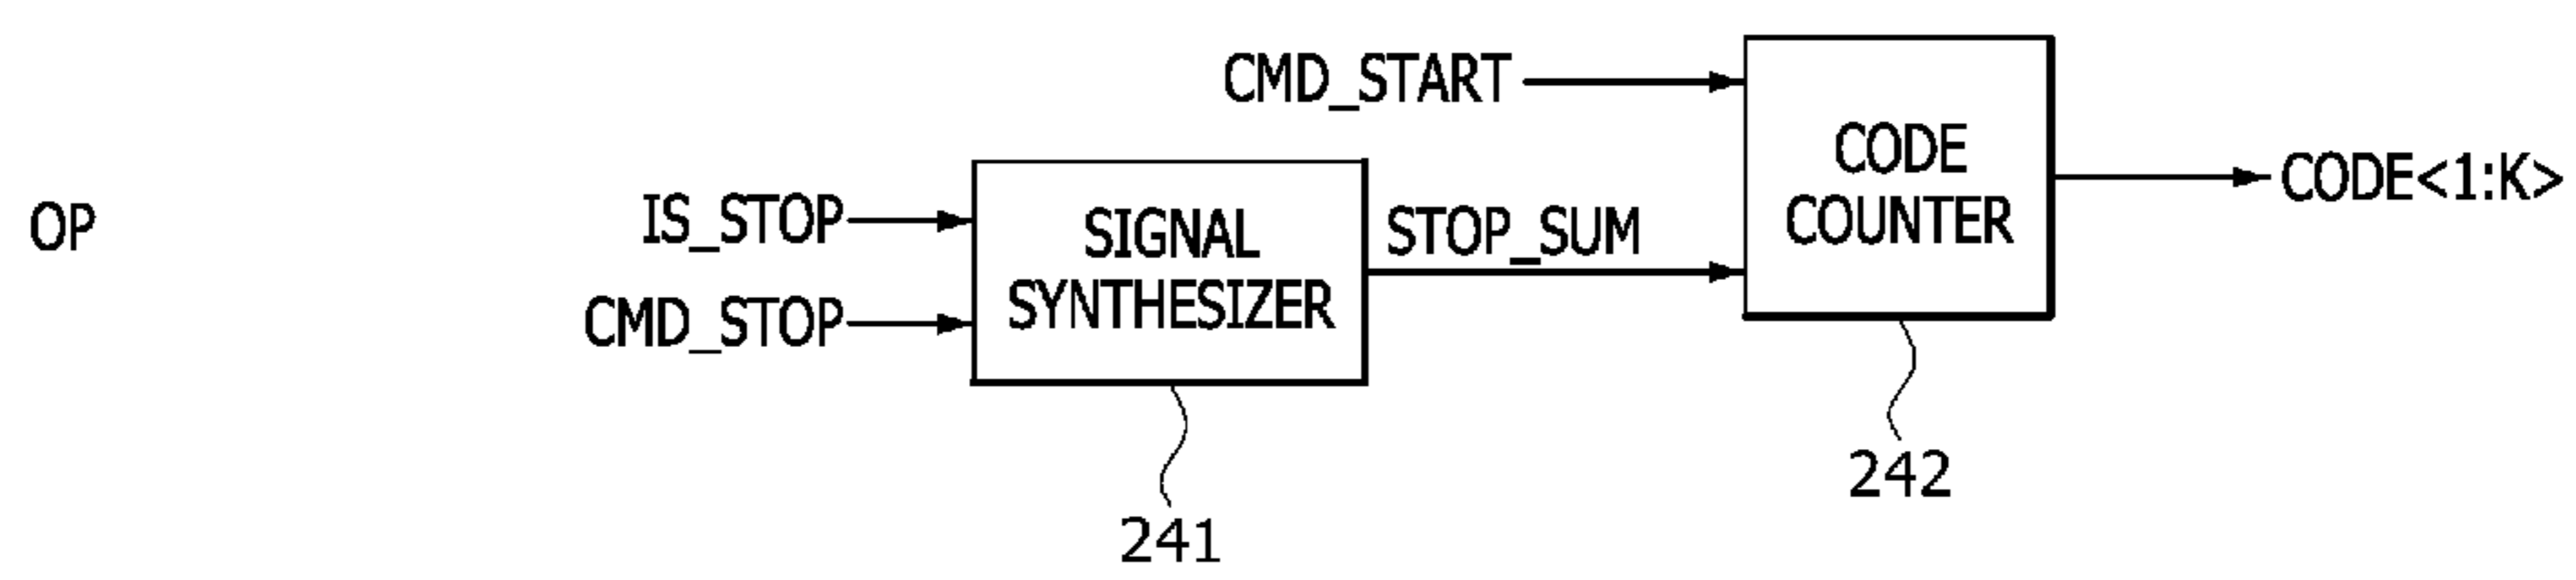 OP
CMD_START
IS_STOP
CMD_STOP
SIGNAL
SYNTHESIZER
STOP_SUM
CODE
COUNTER
CODE<1:K>
241
242